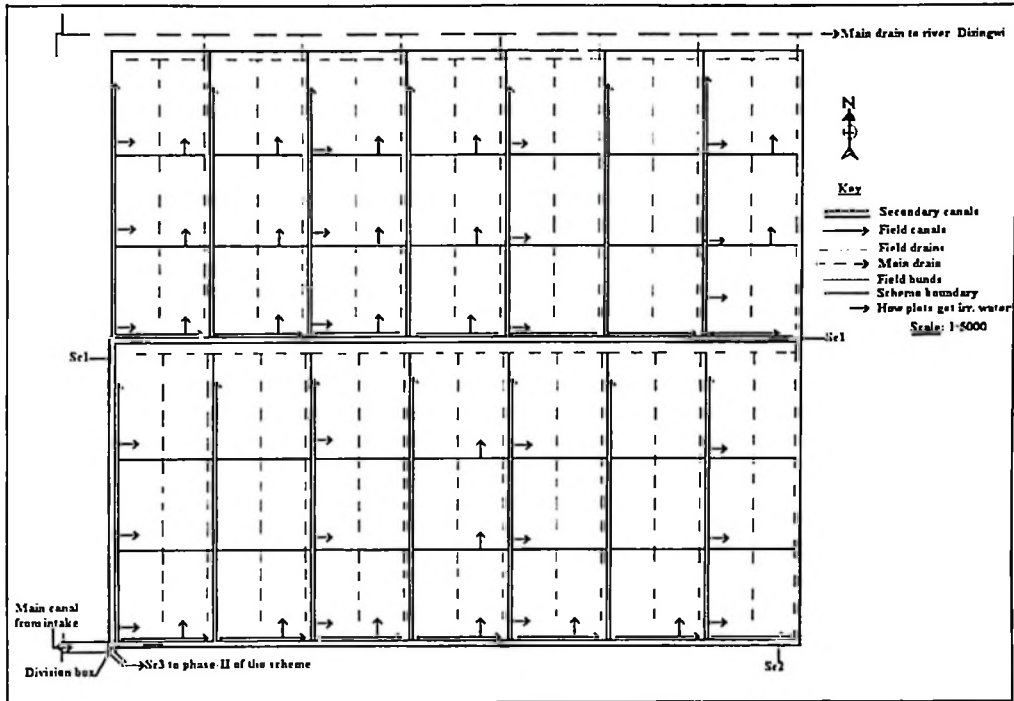 Main drain to river Dizingwi
N
Key
Secondary canals
Field canals
Field drains
Main drain
Field bunds
Scheme boundary
How plots get irr. water
Scale: 1:5000
Sc1
Sc1
Main canal
from intake
Division box
Sc3 to phase II of the scheme
Sc2